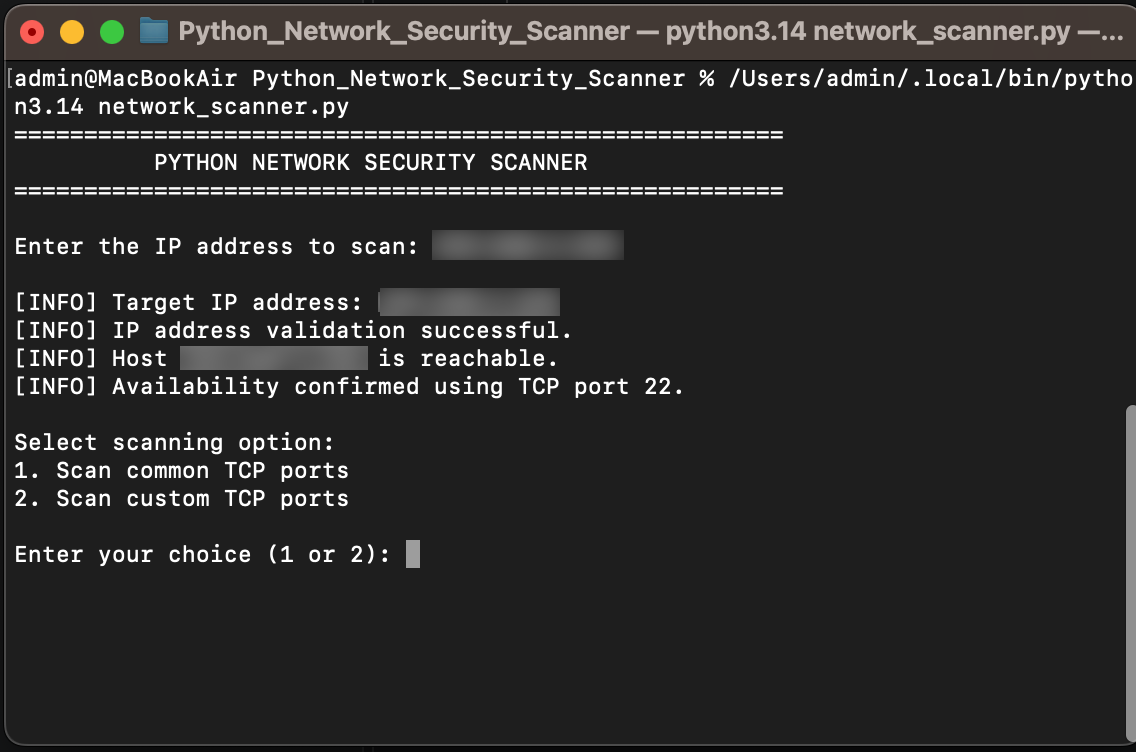 Python_Network_Security_Scanner — python3.14 network_scanner.py —...
[admin@MacBookAir Python_Network_Security_Scanner % /Users/admin/.local/bin/pytho
n3.14 network_scanner.py
=======================================================
PYTHON NETWORK SECURITY SCANNER
=======================================================
Enter the IP address to scan:
[INFO] Target IP address:
[INFO] IP address validation successful.
[INFO] Host is reachable.
[INFO] Availability confirmed using TCP port 22.
Select scanning option:
1. Scan common TCP ports
2. Scan custom TCP ports
Enter your choice (1 or 2):